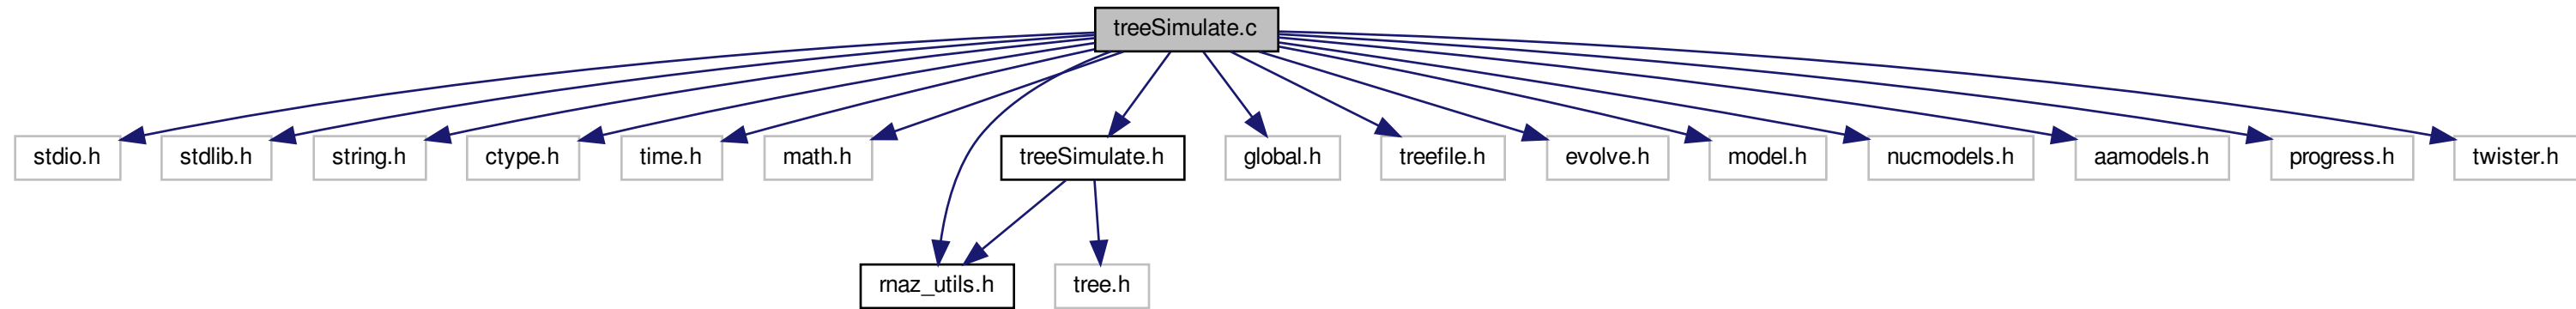 treeSimulate.c
stdio.h
stdlib.h
string.h
ctype.h
time.h
math.h
treeSimulate.h
global.h
treefile.h
evolve.h
model.h
nucmodels.h
aamodels.h
progress.h
twister.h
rnaz_utils.h
tree.h